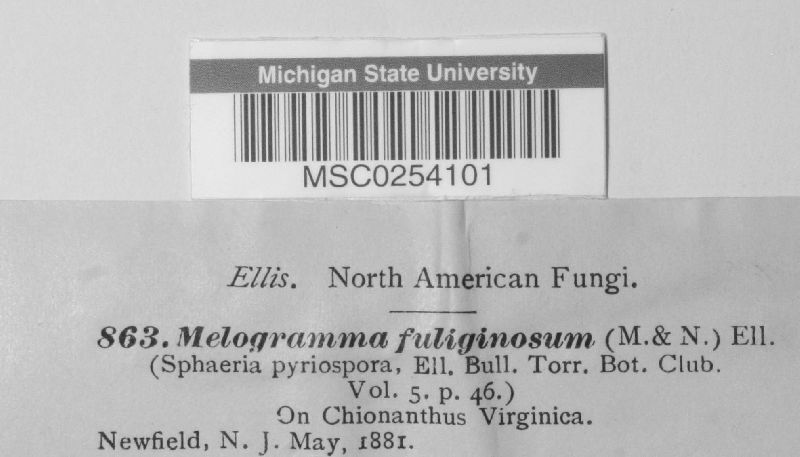 Michigan State University
MSC0254101
Ellis. North American Fungi.
863. Melogramma fuliginosum (M.& N.) Ell.
(Sphaeria pyriospora, Ell. Bull. Torr. Bot. Club.
Vol. 5. p. 46.)
On Chionanthus Virginica.
Newfield, N. J. May, 1881.